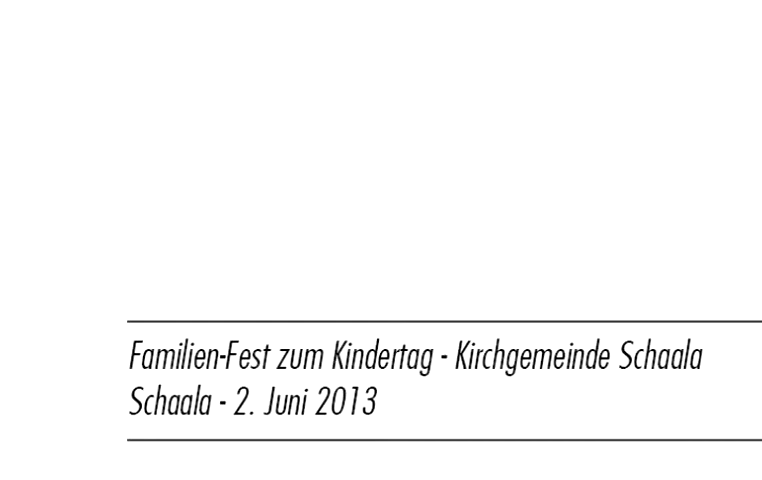 Familien-Fest zum Kindertag - Kirchgemeinde Schaala
Schaala - 2. Juni 2013